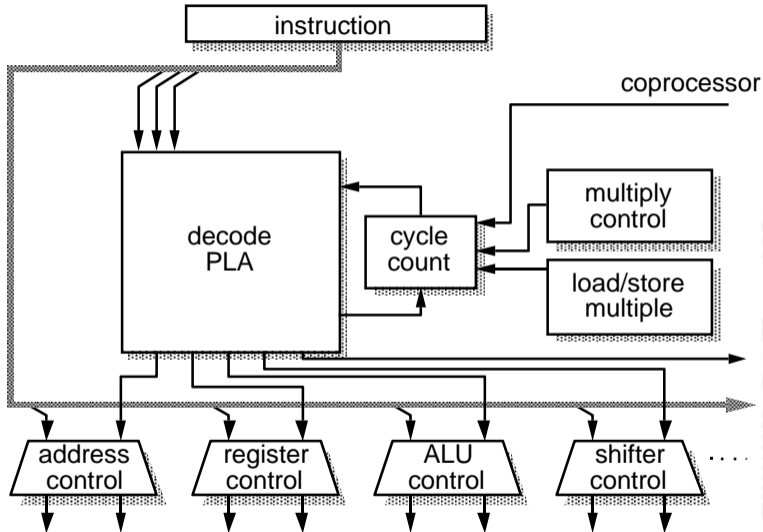 instruction
coprocessor
decode
PLA
cycle
count
multiply
control
load/store
multiple
address
control
register
control
ALU
control
shifter
control
. . . .